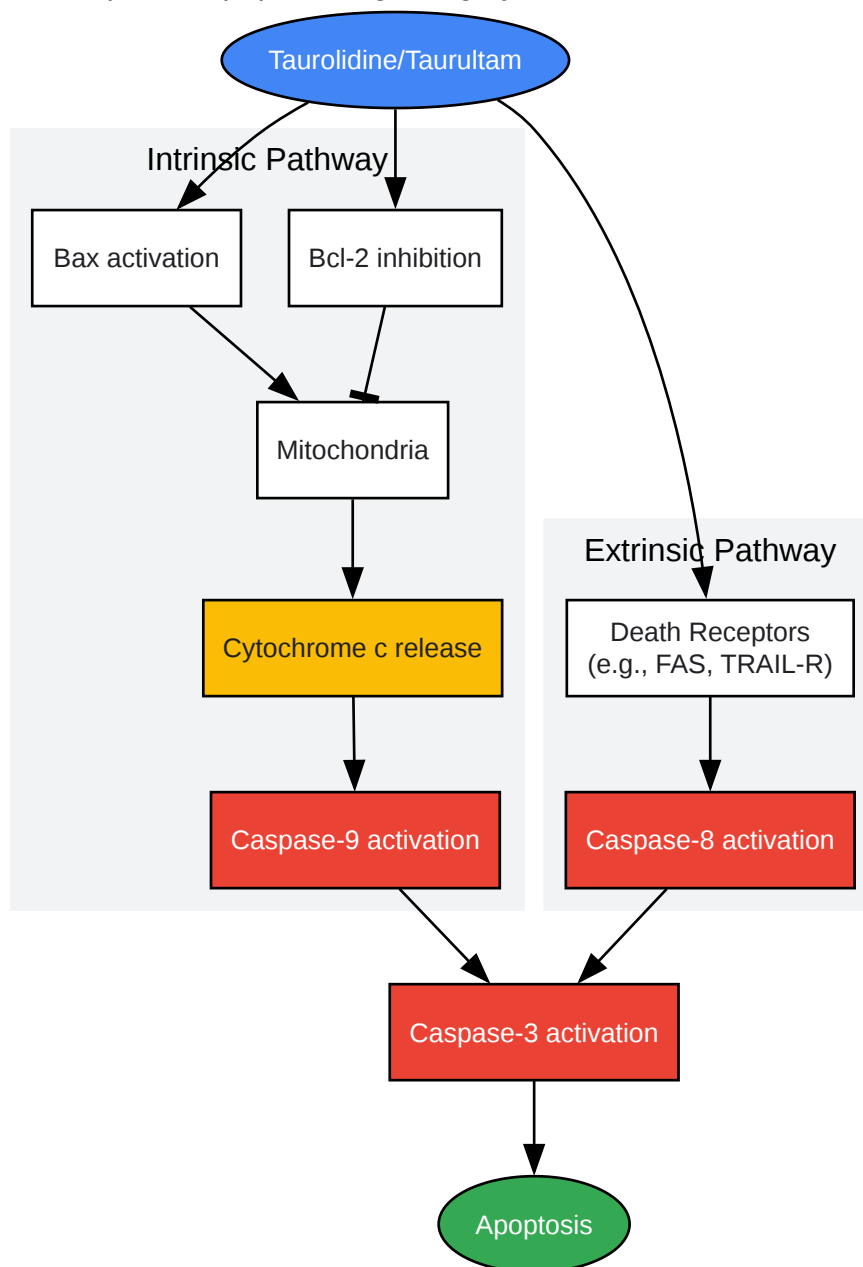 Taurolidine/Taurultam
Intrinsic Pathway
Bax activation
Bcl-2 inhibition
Mitochondria
Extrinsic Pathway
Cytochrome c release
Death Receptors
(e.g., FAS, TRAIL-R)
Caspase-9 activation
Caspase-8 activation
Caspase-3 activation
Apoptosis